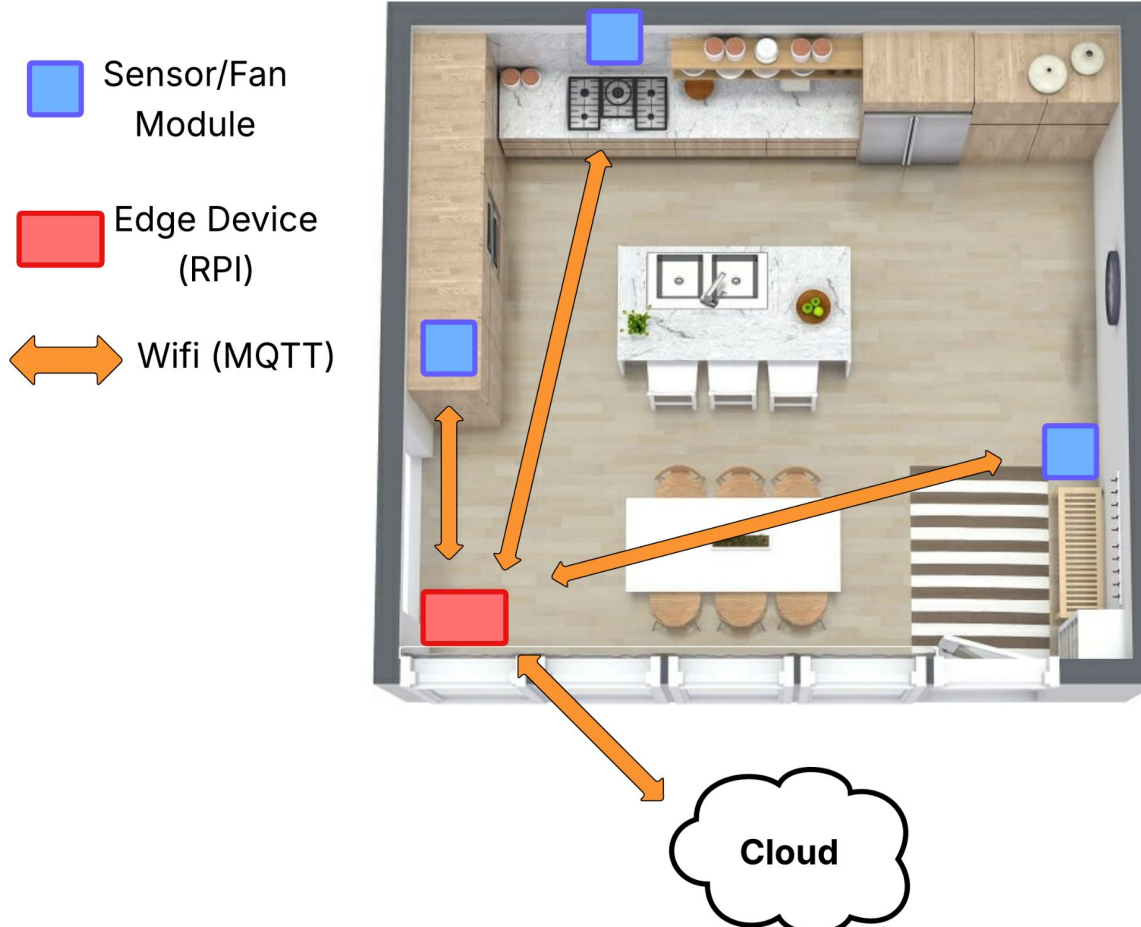 Sensor/Fan
Module
Edge Device
(RPI)
Wifi (MQTT)
Cloud